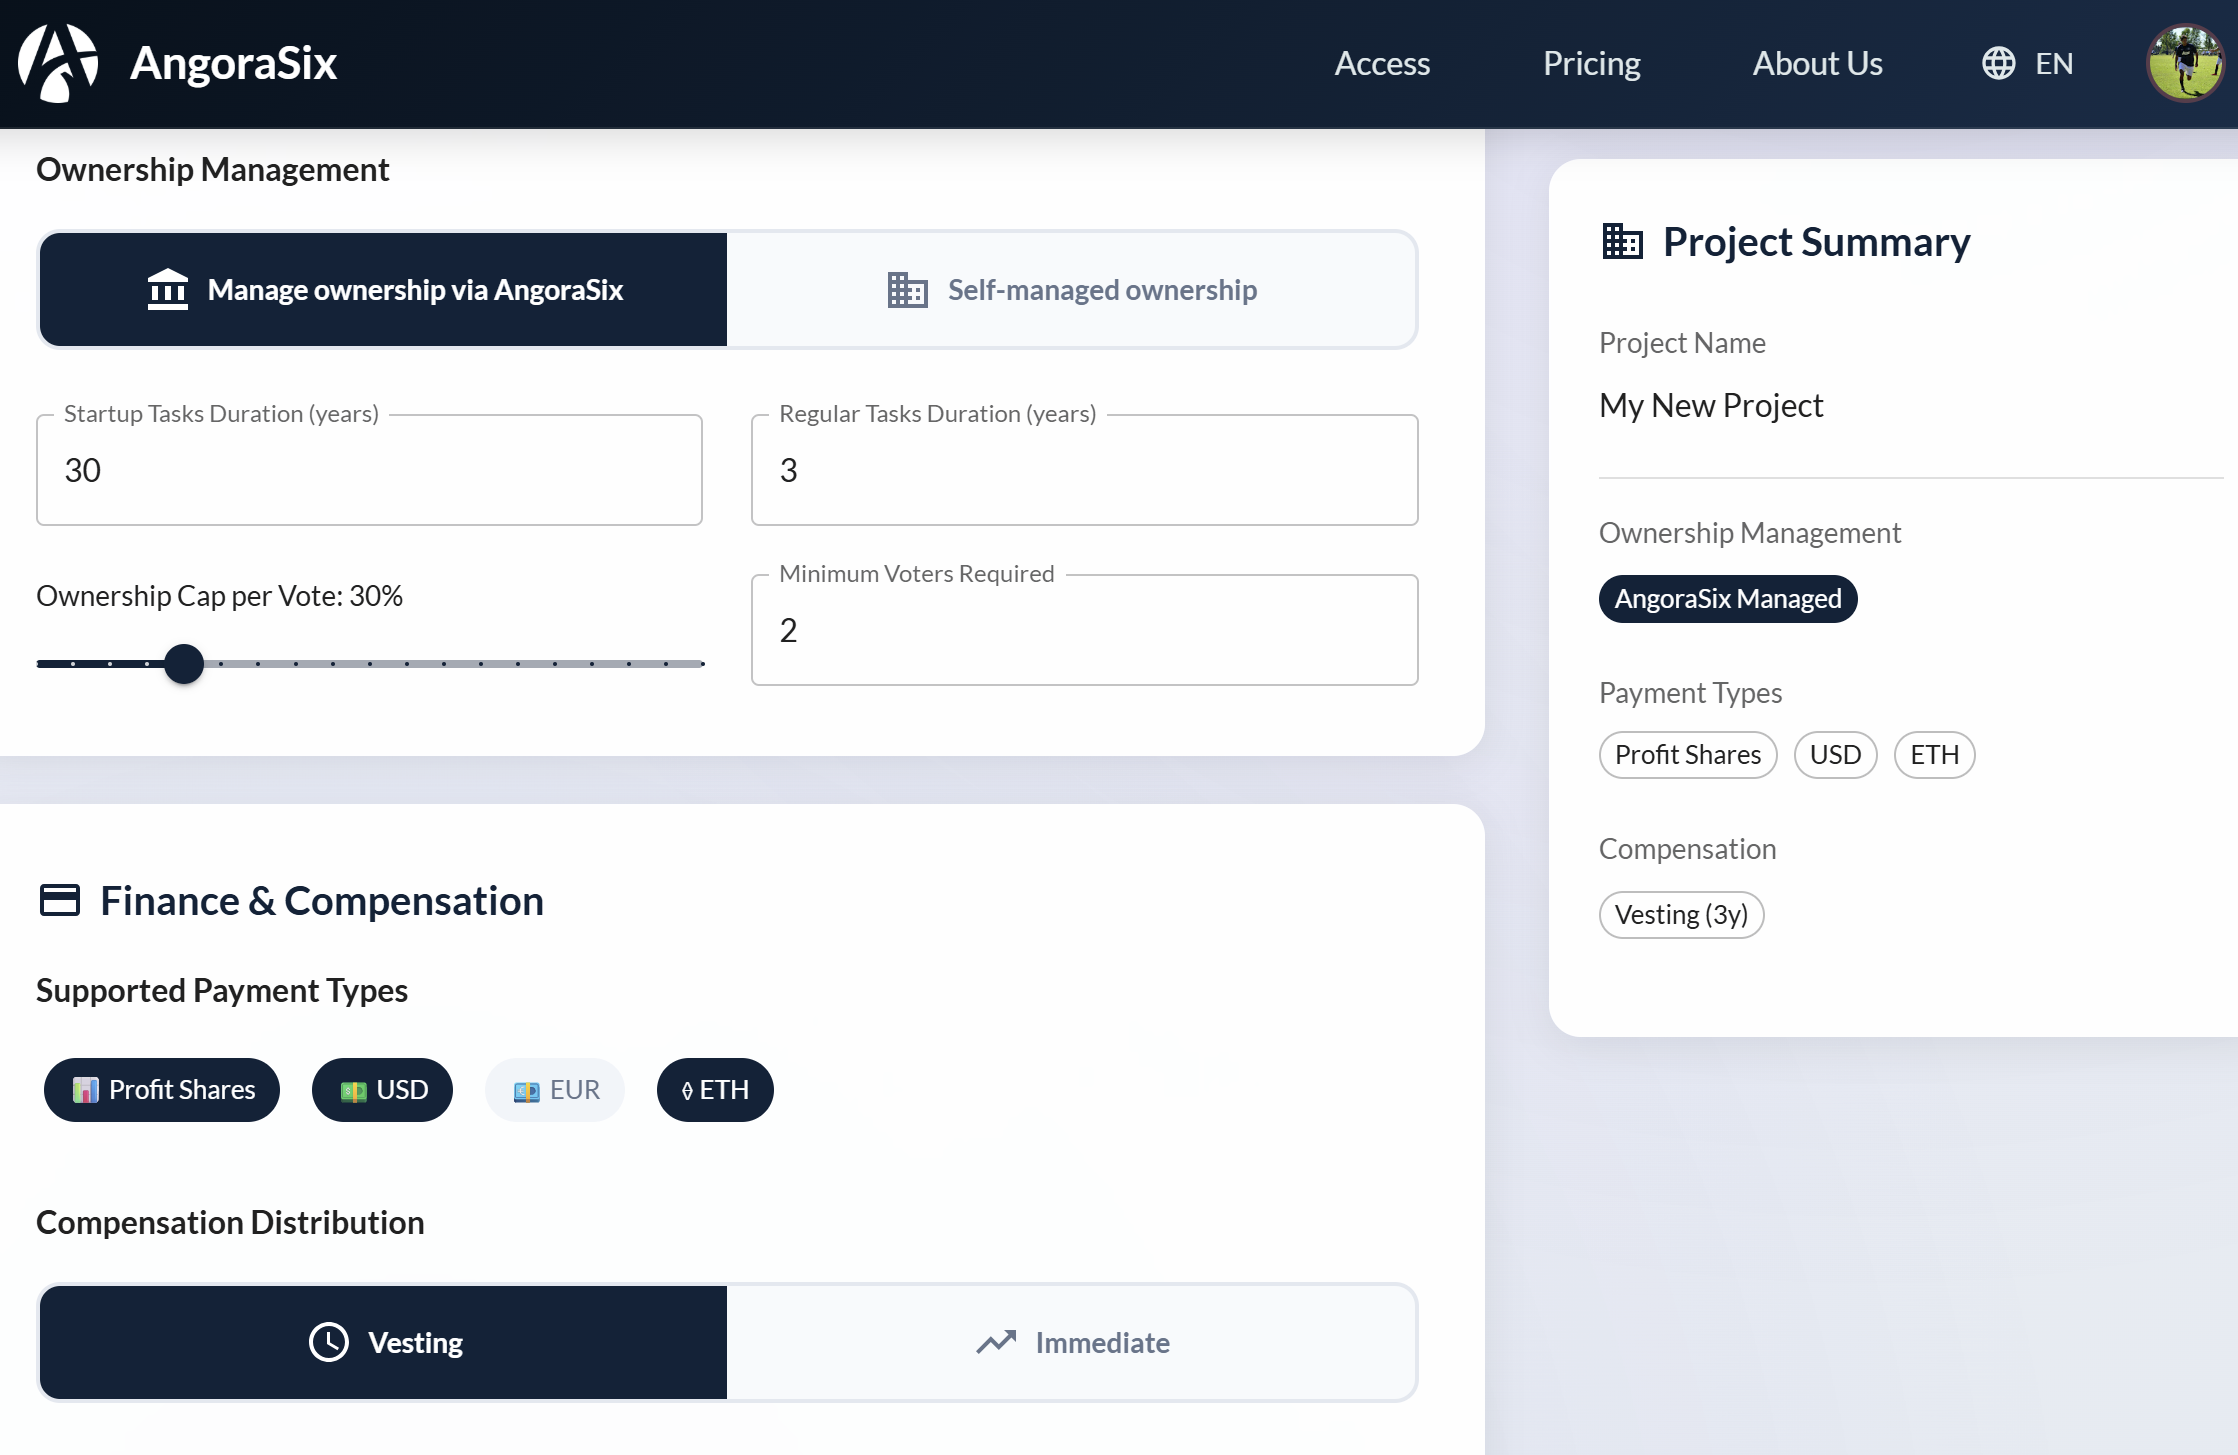 AngoraSix
Access
Pricing
About Us
EN
Ownership Management
Manage ownership via AngoraSix
Self-managed ownership
Startup Tasks Duration (years)
30
Regular Tasks Duration (years)
3
Ownership Cap per Vote: 30%
Minimum Voters Required
2
Finance & Compensation
Supported Payment Types
📊 Profit Shares
💵 USD
💶 EUR
⟠ ETH
Compensation Distribution
Vesting
Immediate
Project Summary
Project Name
My New Project
Ownership Management
AngoraSix Managed
Payment Types
Profit Shares
USD
ETH
Compensation
Vesting (3y)